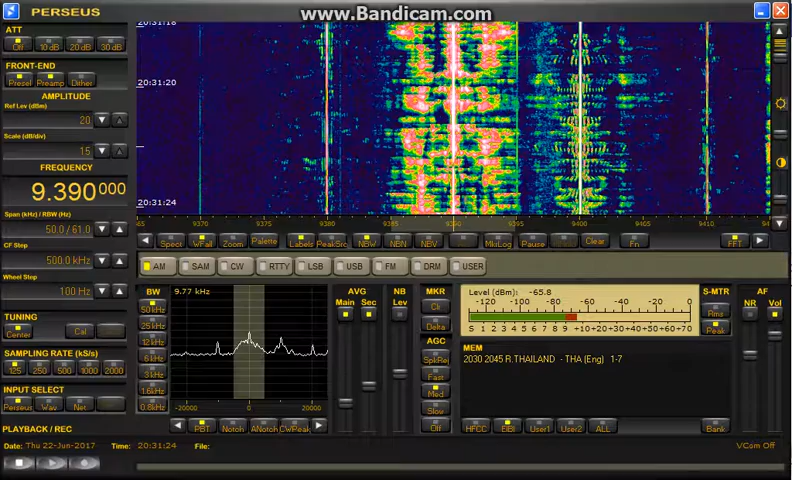 www.Bandicam.com
PERSEUS
ATT
Off 10 dB 20 dB 30 dB
FRONT-END
Presel Preamp Dither
AMPLITUDE
Ref Lev (dBm)
20
Scale (dB/div)
15
FREQUENCY
9.390000
Span (kHz) / RBW (Hz)
50.0 / 61.0
CF Step
500.0 kHz
Wheel Step
100 Hz
TUNING
Center Cal
SAMPLING RATE (kS/s)
125 250 500 1000 2000
INPUT SELECT
Perseus Wav Net
PLAYBACK / REC
20:31:18
20:31:20
20:31:24
65 9370 9375 9380 9385 9390 9395 9400 9405 9410 9415
Spect WFall Zoom Palette Labels PeakSrc NBW NBN NBV MkrLog Pause Clear Fn FFT
AM SAM CW RTTY LSB USB FM DRM USER
BW
50kHz
25kHz
12kHz
6kHz
3kHz
1.6kHz
0.8kHz
9.77 kHz
-20000 0 20000
PBT Notch ANotch CWPeak
AVG
Main Sec
NB
Lev
MKR
Clr
Delta
AGC
SpkRej
Fast
Med
Slow
Off
Level (dBm): -65.8
-120 -100 -80 -60 -40 -20 0
S 1 3 5 7 9 +10 +20 +30 +40 +50 +60 +70
S-MTR
Rms
Peak
AF
NR Vol
MEM
2030 2045 R.THAILAND - THA (Eng) 1-7
HFCC EIBI User1 User2 ALL Bank
Date: Thu 22-Jun-2017 Time: 20:31:24 File:
VCom Off